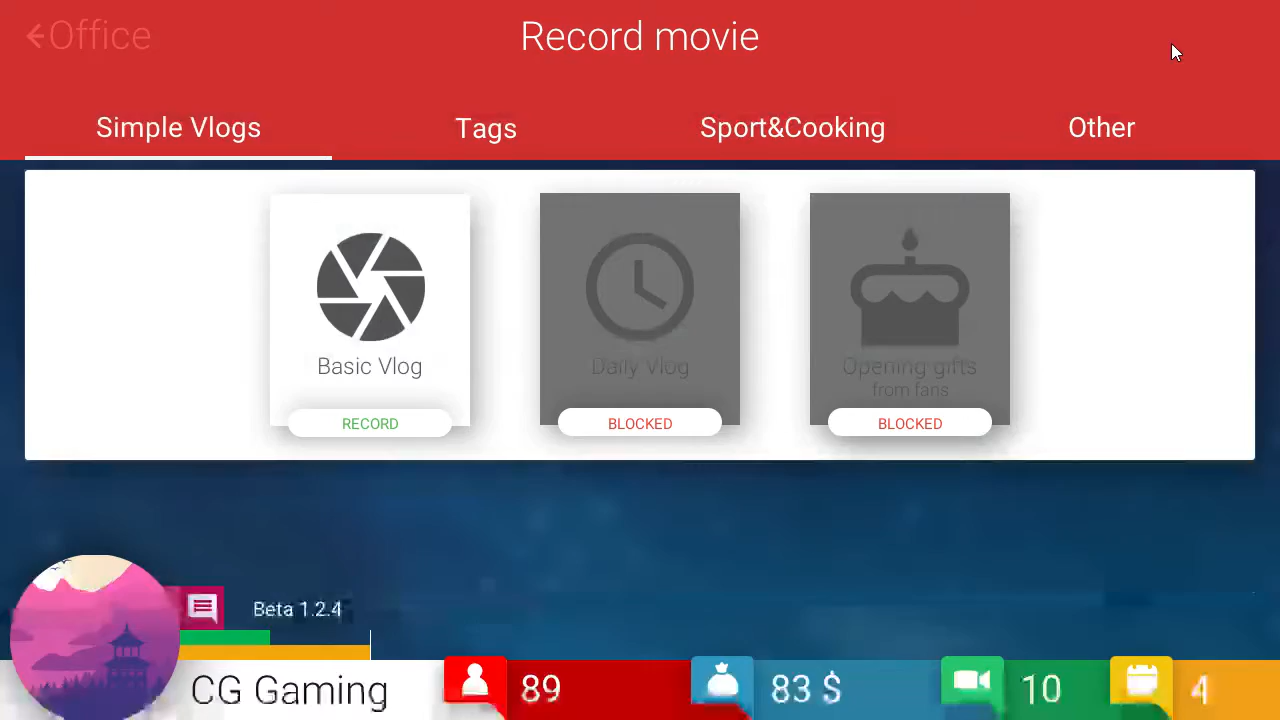 Office
Record movie
Simple Vlogs
Tags
Sport&Cooking
Other
Basic Vlog
RECORD
Daily Vlog
BLOCKED
Opening gifts
from fans
BLOCKED
Beta 1.2.4
CG Gaming
89
83 $
10
4